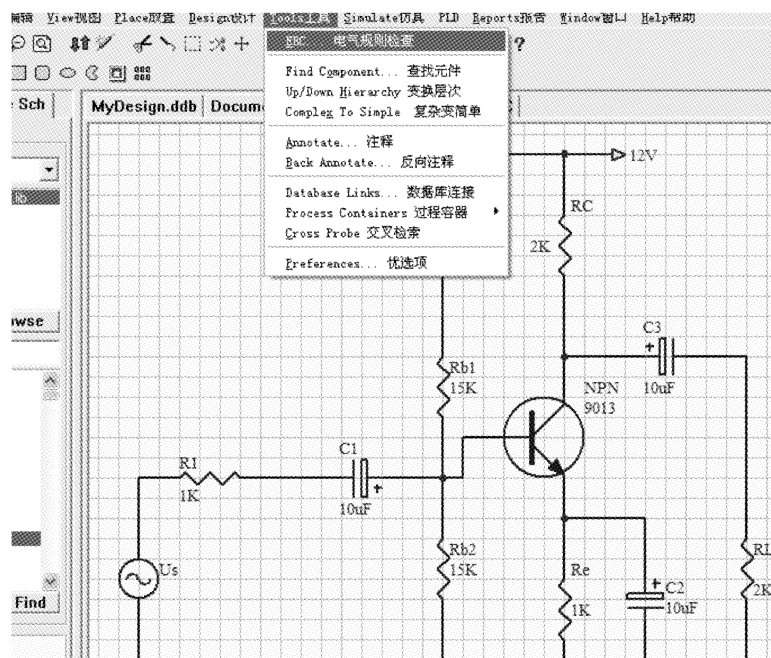 编辑 View视图 Place放置 Design设计 Tools工具 Simulate仿真 PLD Reports报告 Window窗口 Help帮助
ERC 电气规则检查
?
Find Component... 查找元件
Up/Down Hierarchy 变换层次
Complex To Simple 复杂变简单
Annotate... 注释
Back Annotate... 反向注释
Database Links... 数据库连接
Process Containers 过程容器
Cross Probe 交叉检索
Preferences... 优选项
Sch
MyDesign.ddb
Docume
12V
RC
2K
owse
C3
+
10uF
Rb1
15K
NPN
9013
C1
R1
1K
+
10uF
Rb2
15K
Us
Re
1K
+
C2
10uF
RL
2K
Find